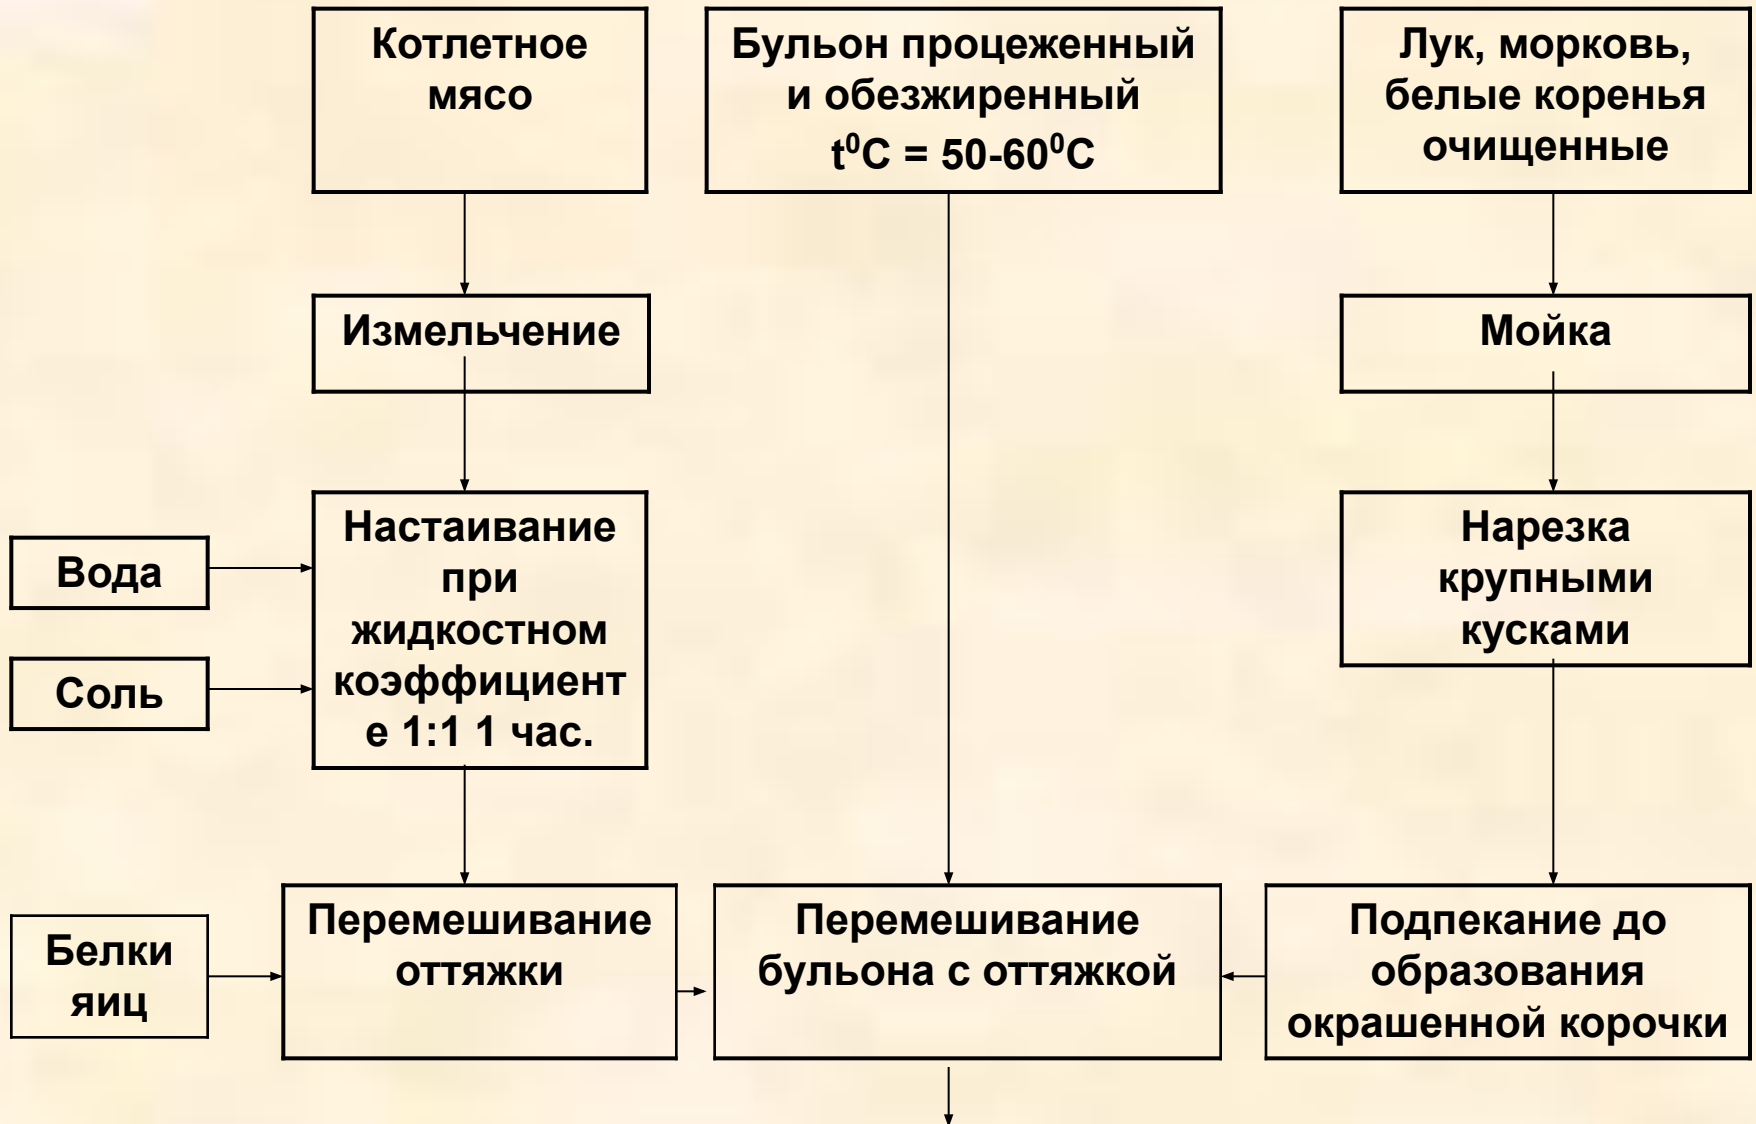 Котлетное
мясо
Бульон процеженный
и обезжиренный
t⁰C = 50-60⁰C
Лук, морковь,
белые коренья
очищенные
Измельчение
Мойка
Настаивание
при
жидкостном
коэффициент
е 1:1 1 час.
Вода
Соль
Нарезка
крупными
кусками
Белки
яиц
Перемешивание
оттяжки
Перемешивание
бульона с оттяжкой
Подпекание до
образования
окрашенной корочки